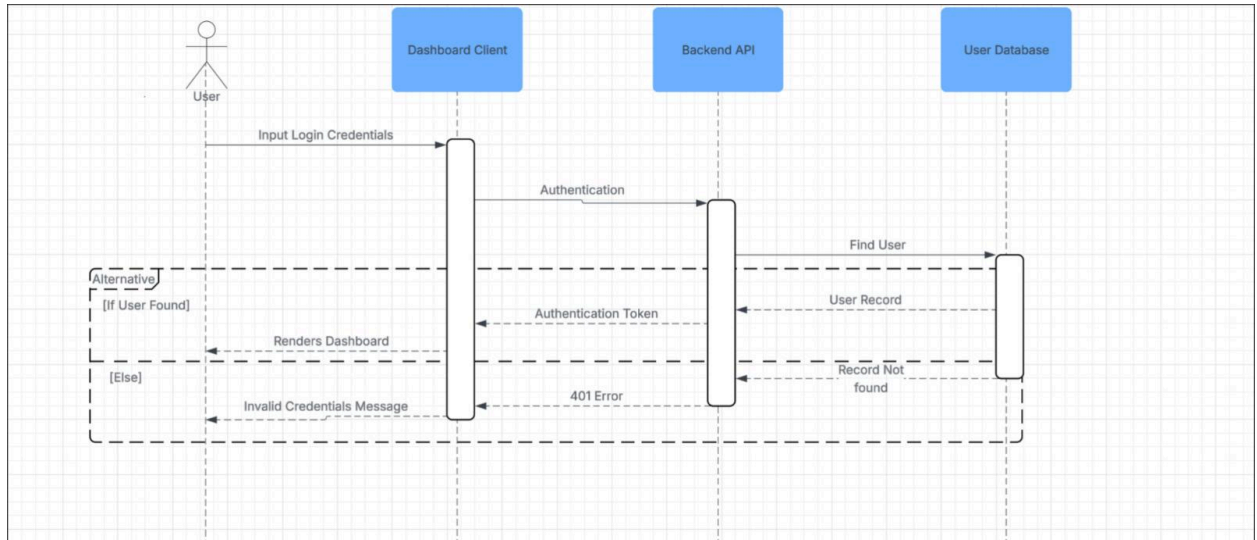 Dashboard Client
Backend API
User Database
User
Input Login Credentials
Authentication
Find User
Alternative
[If User Found]
User Record
Authentication Token
Renders Dashboard
[Else]
Record Not
found
401 Error
Invalid Credentials Message